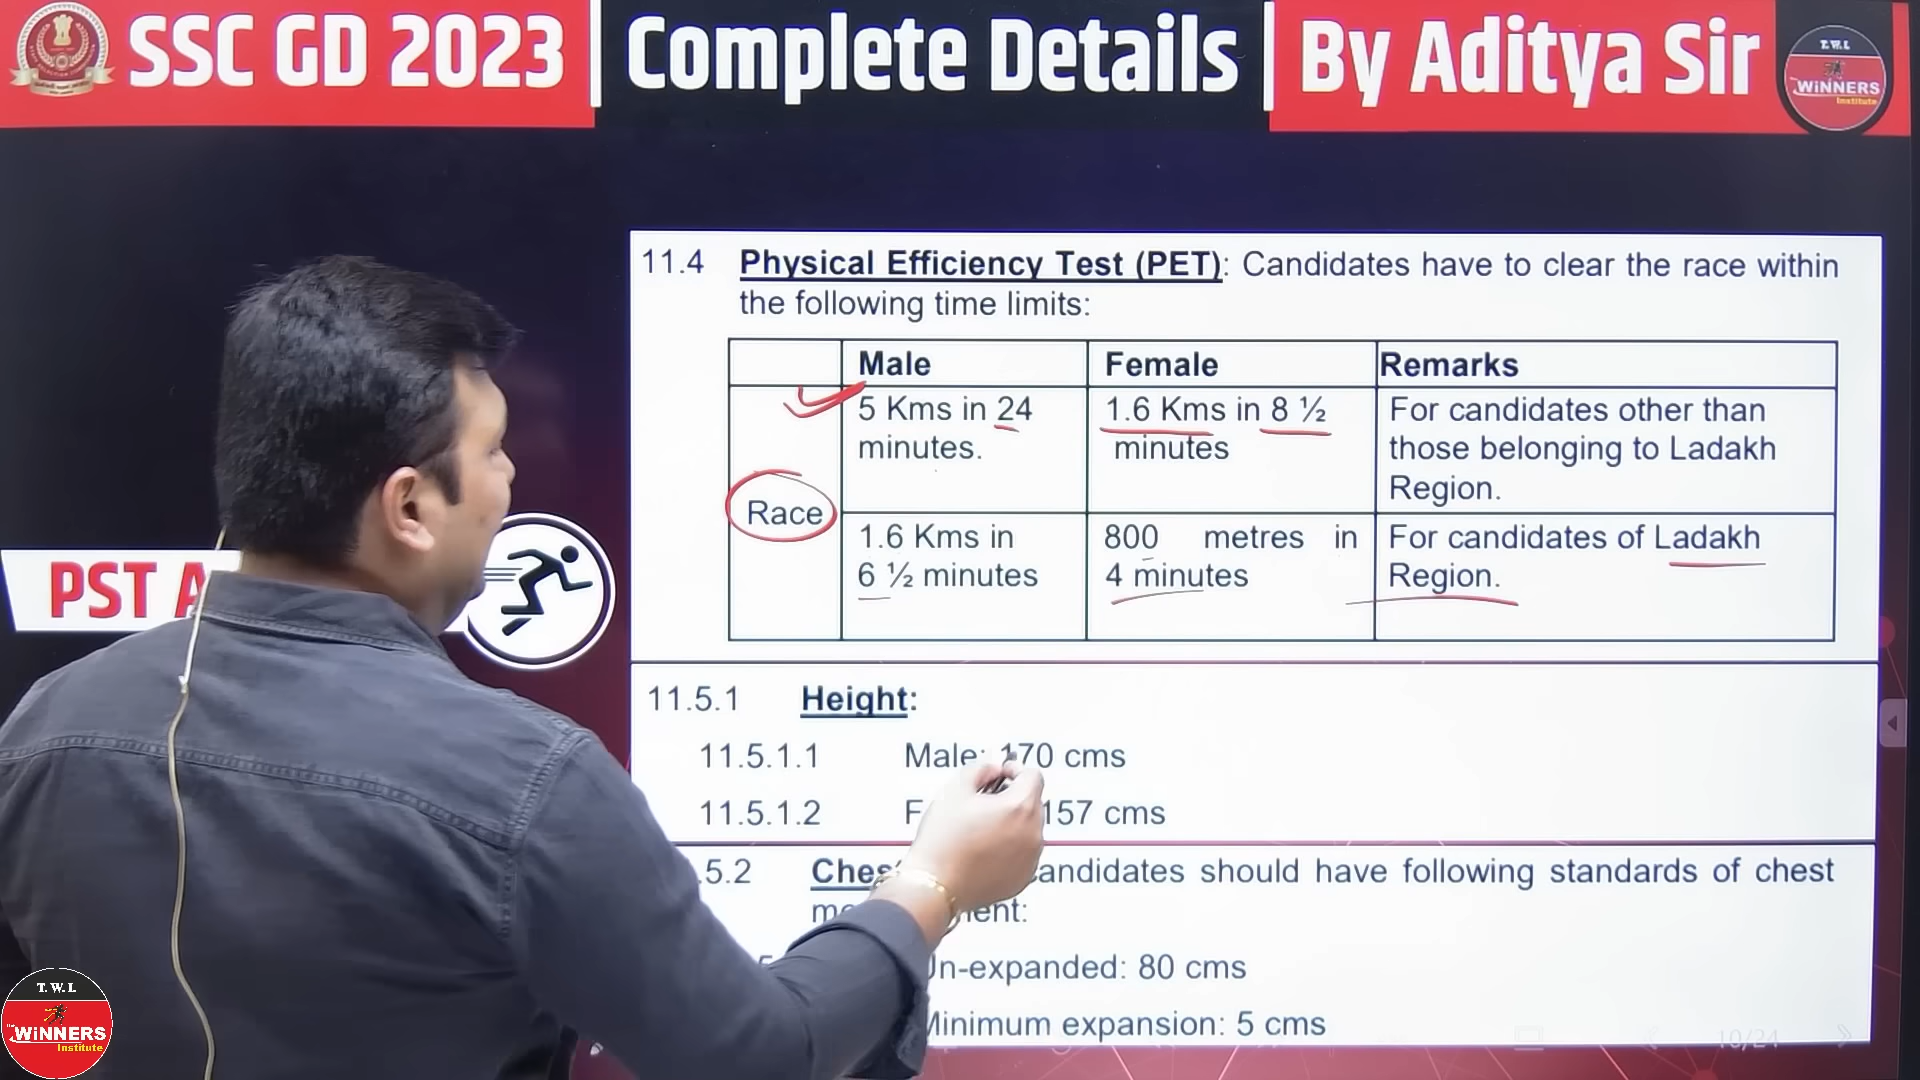 SSC GD 2023 | Complete Details | By Aditya Sir
T.W.I.
WiNNERS
Institute
11.4 Physical Efficiency Test (PET): Candidates have to clear the race within
the following time limits:
Male Female Remarks
5 Kms in 24 1.6 Kms in 8 ½ For candidates other than
minutes. minutes those belonging to Ladakh
Region.
Race
1.6 Kms in 800 metres in For candidates of Ladakh
6 ½ minutes 4 minutes Region.
PST
11.5.1 Height:
11.5.1.1 Male: 170 cms
11.5.1.2 157 cms
.5.2 andidates should have following standards of chest
Un-expanded: 80 cms
Minimum expansion: 5 cms
10/24
T.W.I.
The
WiNNERS
Institute